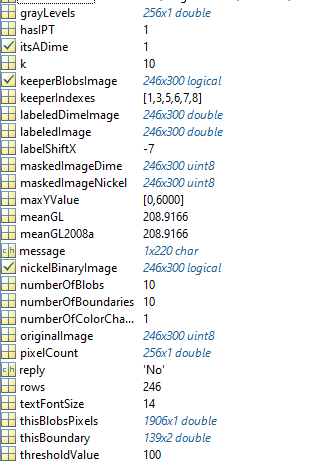 grayLevels 256x1 double
hasIPT 1
itsADime 1
k 10
keeperBlobsImage 246x300 logical
keeperIndexes [1,3,5,6,7,8]
labeledDimeImage 246x300 double
labeledImage 246x300 double
labelShiftX -7
maskedImageDime 246x300 uint8
maskedImageNickel 246x300 uint8
maxYValue [0,6000]
meanGL 208.9166
meanGL2008a 208.9166
ch message 1x220 char
nickelBinaryImage 246x300 logical
numberOfBlobs 10
numberOfBoundaries 10
numberOfColorCha... 1
originalImage 246x300 uint8
pixelCount 256x1 double
ch reply 'No'
rows 246
textFontSize 14
thisBlobsPixels 1906x1 double
thisBoundary 139x2 double
thresholdValue 100